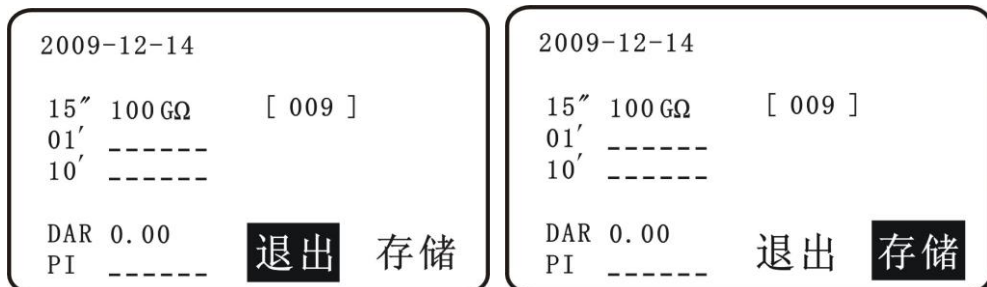 2009-12-14
15″ 100GΩ [ 009 ]
01′ ------
10′ ------
DAR 0.00
PI ------
退出 存储
2009-12-14
15″ 100GΩ [ 009 ]
01′ ------
10′ ------
DAR 0.00
PI ------
退出 存储